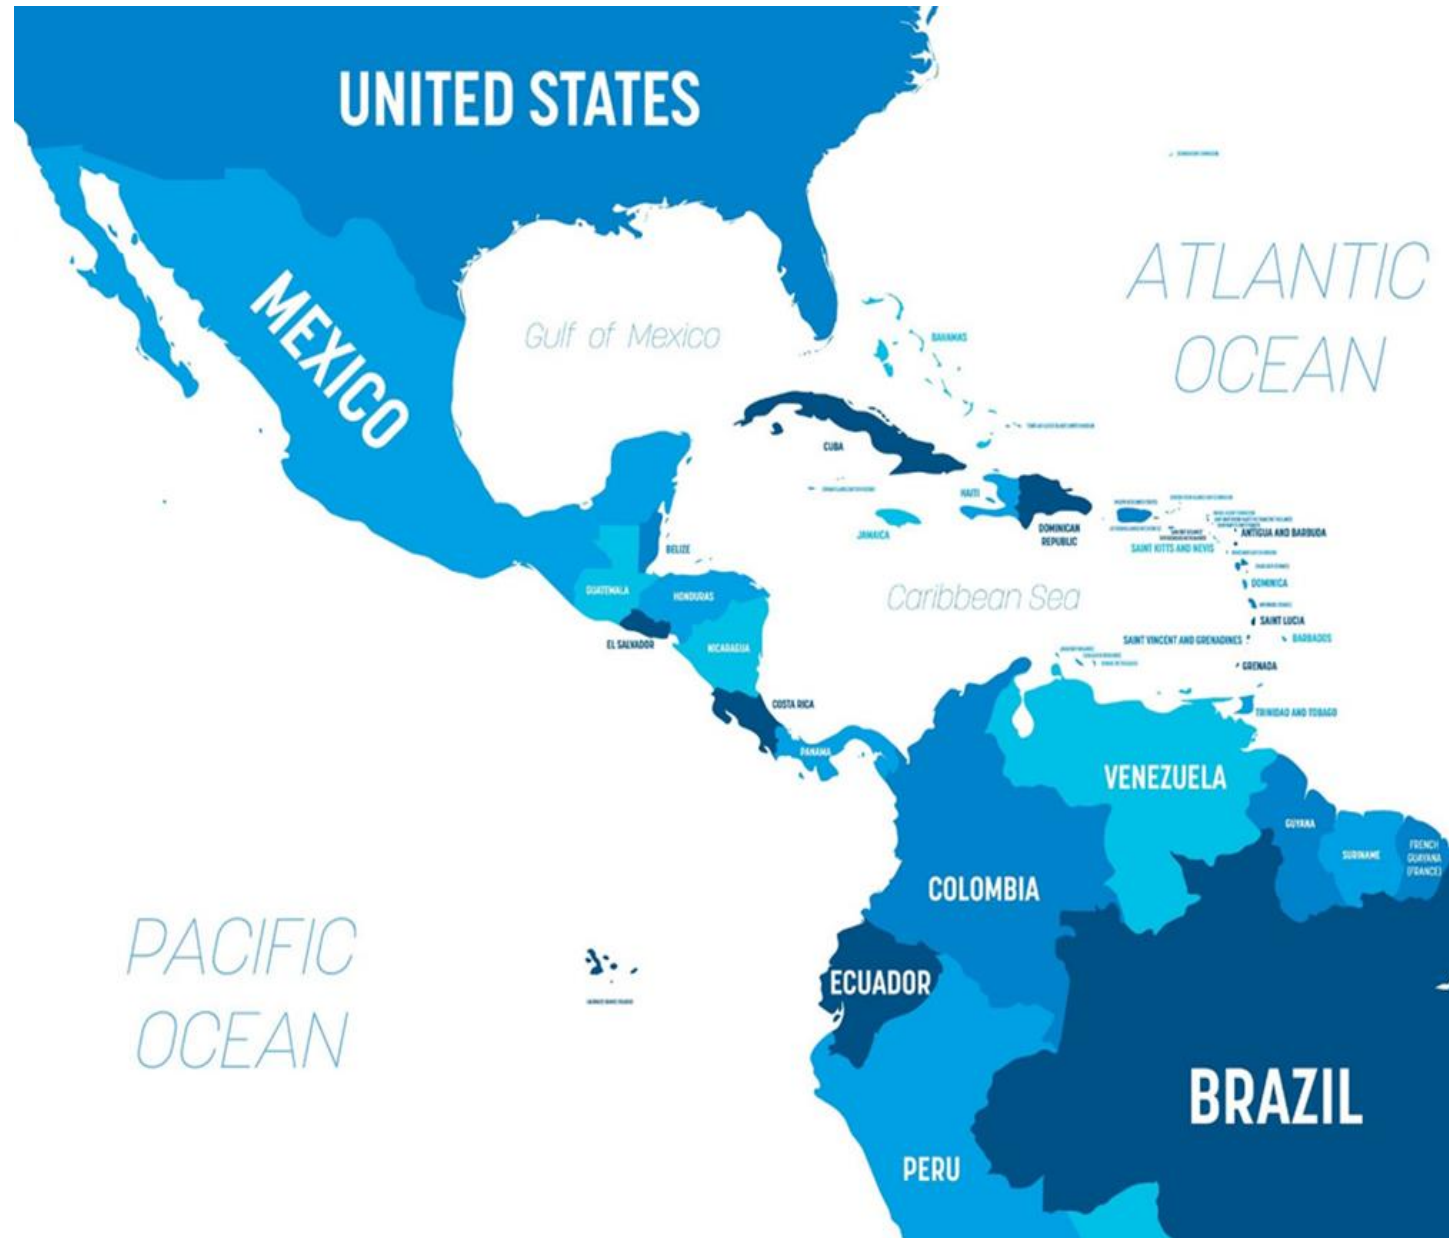 UNITED STATES
ATLANTIC
OCEAN
MEXICO
Gulf of Mexico
BAHAMAS
CUBA
HAITI
JAMAICA
DOMINICAN
REPUBLIC
ANTIGUA AND BARBUDA
SAINT KITTS AND NEVIS
BELIZE
GUATEMALA
HONDURAS
Caribbean Sea
DOMINICA
SAINT LUCIA
EL SALVADOR
NICARAGUA
SAINT VINCENT AND GRENADINES
BARBADOS
GRENADA
COSTA RICA
TRINIDAD AND TOBAGO
PANAMA
VENEZUELA
GUYANA
SURINAME
FRENCH
GUAYANA
(FRANCE)
COLOMBIA
PACIFIC
OCEAN
ECUADOR
BRAZIL
PERU